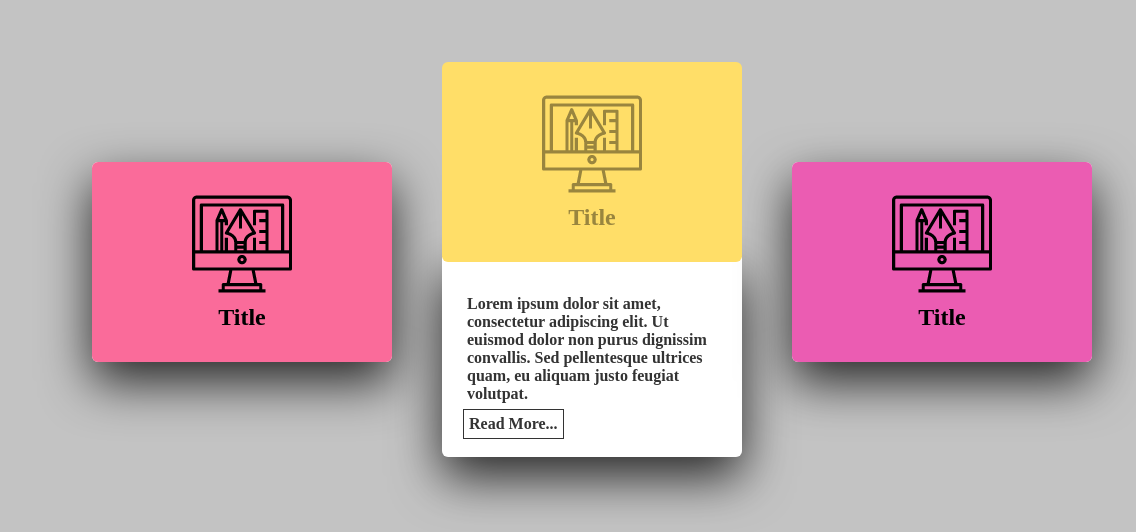 Title
Title
Lorem ipsum dolor sit amet,
consectetur adipiscing elit. Ut
euismod dolor non purus dignissim
convallis. Sed pellentesque ultrices
quam, eu aliquam justo feugiat
volutpat.
Read More...
Title